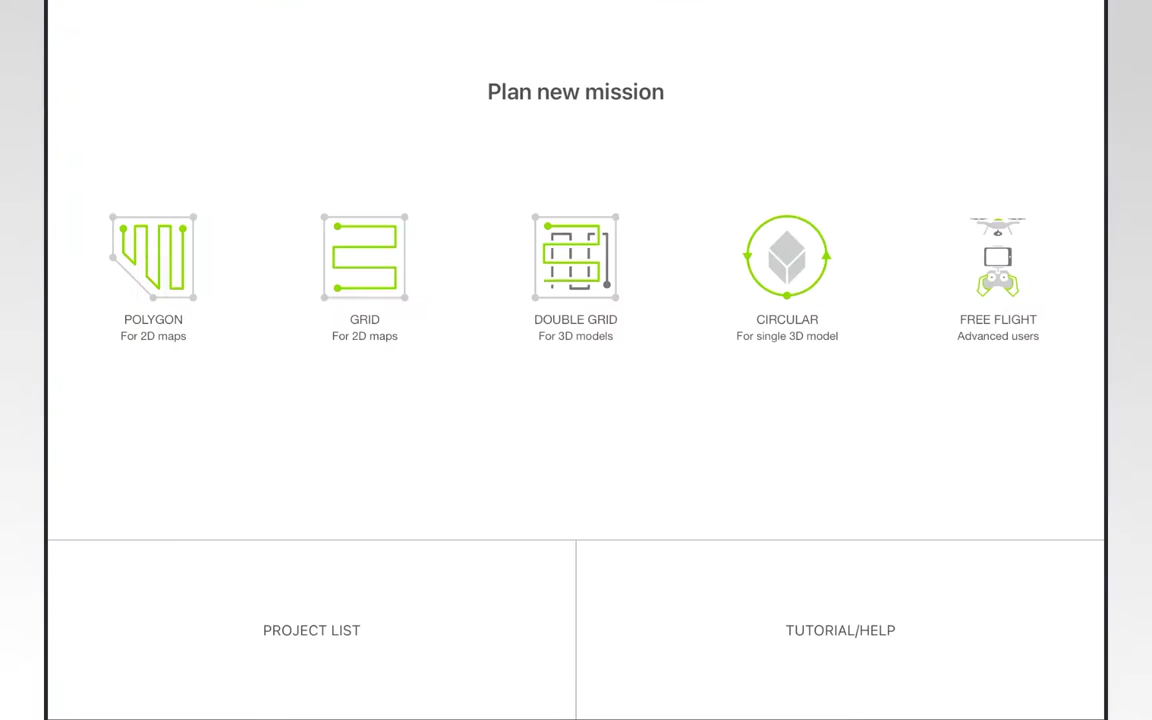 Plan new mission
POLYGON
For 2D maps
GRID
For 2D maps
DOUBLE GRID
For 3D models
CIRCULAR
For single 3D model
FREE FLIGHT
Advanced users
PROJECT LIST
TUTORIAL/HELP